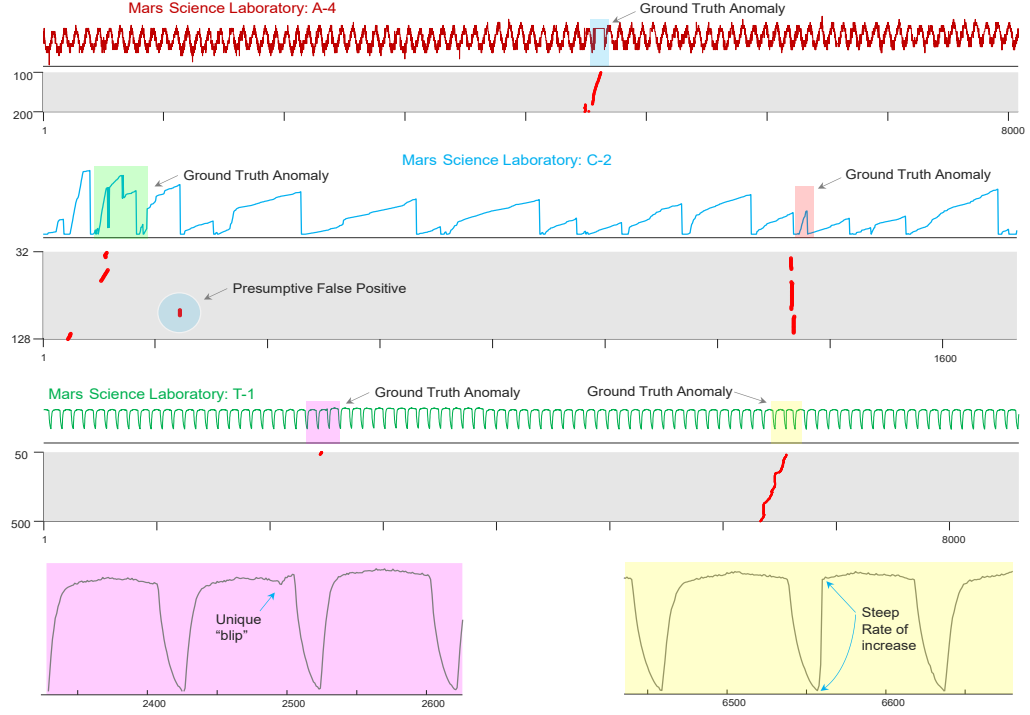 Mars Science Laboratory: A-4
Ground Truth Anomaly
100
200
1
8000
Mars Science Laboratory: C-2
Ground Truth Anomaly
Ground Truth Anomaly
32
Presumptive False Positive
128
1
1600
Mars Science Laboratory: T-1
Ground Truth Anomaly
Ground Truth Anomaly
50
500
1
8000
Unique
“blip”
Steep
Rate of
increase
2400
2500
2600
6500
6600